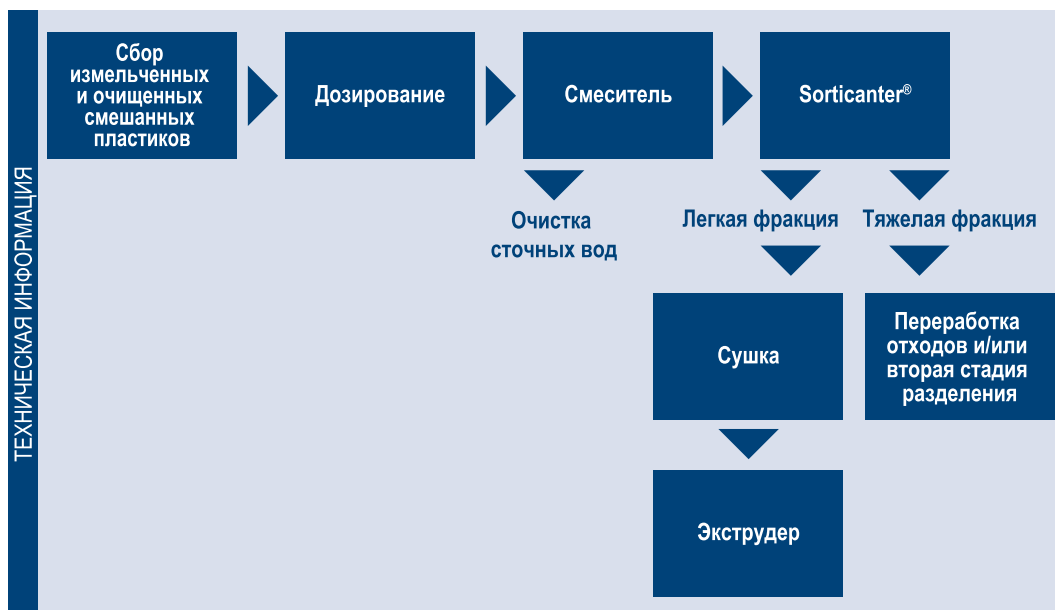 ТЕХНИЧЕСКАЯ ИНФОРМАЦИЯ
Сбор
измельченных
и очищенных
смешанных
пластиков
Дозирование
Смеситель
Sorticanter®
Очистка
сточных вод
Легкая фракция
Тяжелая фракция
Сушка
Переработка
отходов и/или
вторая стадия
разделения
Экструдер